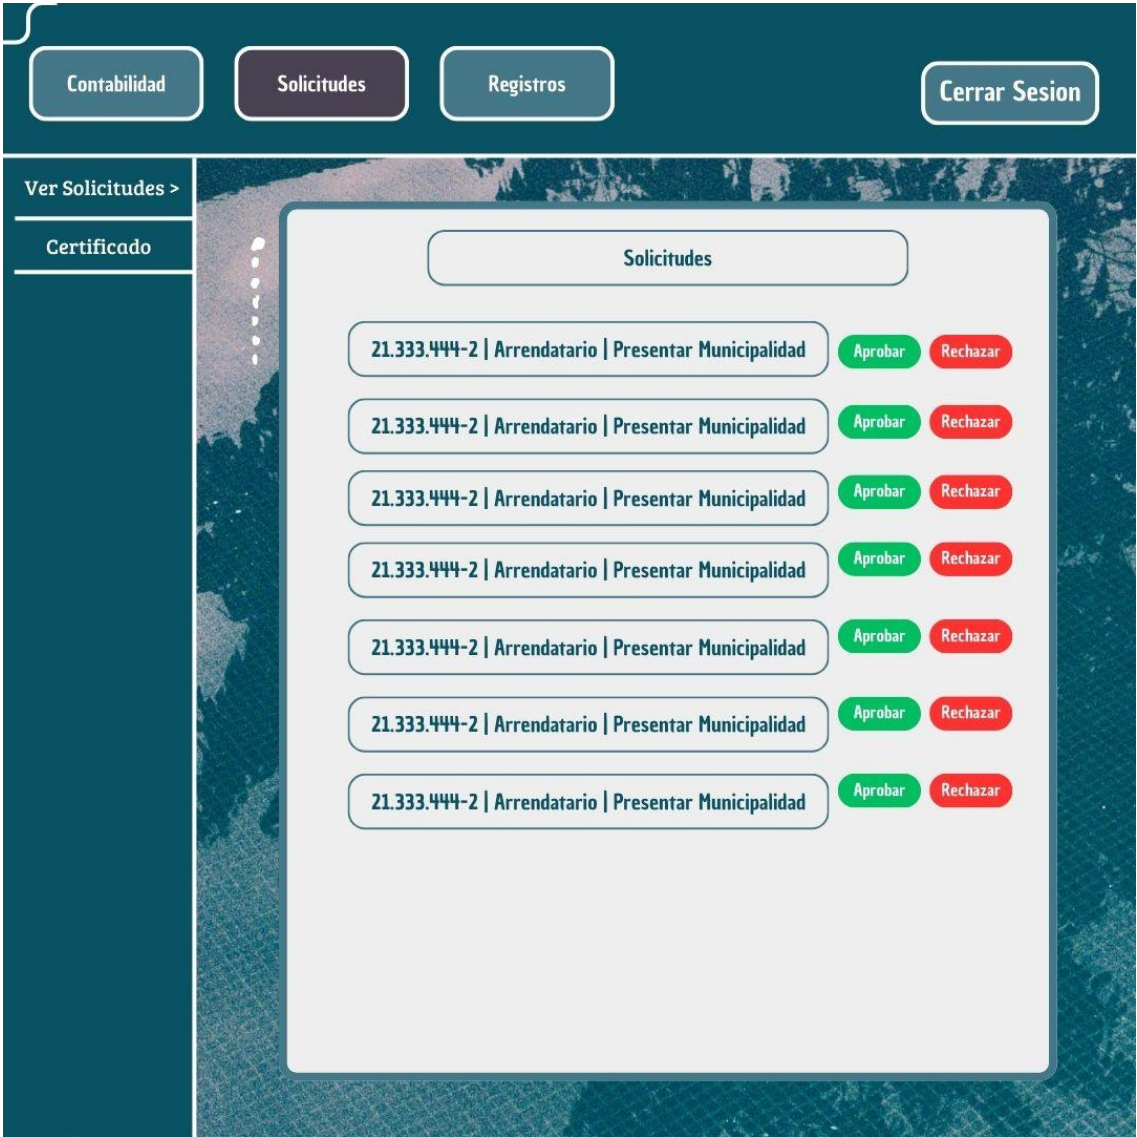 Contabilidad
Solicitudes
Registros
Cerrar Sesion
Ver Solicitudes >
Certificado
Solicitudes
21.333.444-2 | Arrendatario | Presentar Municipalidad Aprobar Rechazar
21.333.444-2 | Arrendatario | Presentar Municipalidad Aprobar Rechazar
21.333.444-2 | Arrendatario | Presentar Municipalidad Aprobar Rechazar
21.333.444-2 | Arrendatario | Presentar Municipalidad Aprobar Rechazar
21.333.444-2 | Arrendatario | Presentar Municipalidad Aprobar Rechazar
21.333.444-2 | Arrendatario | Presentar Municipalidad Aprobar Rechazar
21.333.444-2 | Arrendatario | Presentar Municipalidad Aprobar Rechazar